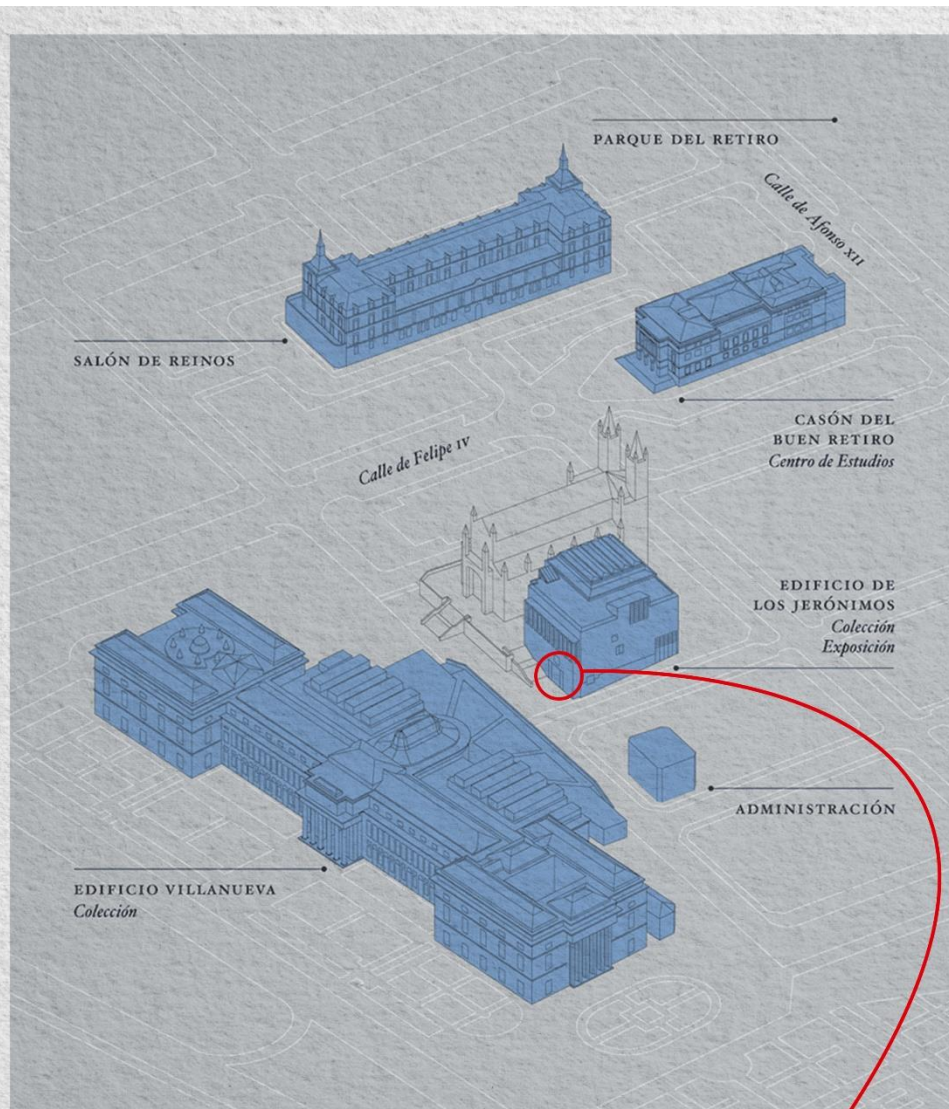 PARQUE DEL RETIRO
Calle de Afonso XII
SALÓN DE REINOS
CASÓN DEL
BUEN RETIRO
Centro de Estudios
Calle de Felipe IV
EDIFICIO DE
LOS JERÓNIMOS
Colección
Exposición
ADMINISTRACIÓN
EDIFICIO VILLANUEVA
Colección